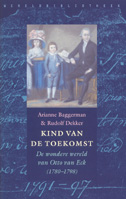 WERELDBIBLIOTHEEK
Arianne Baggerman
& Rudolf Dekker
KIND VAN
DE TOEKOMST
De wondere wereld
van Otto van Eck
(1780-1798)
1791-97